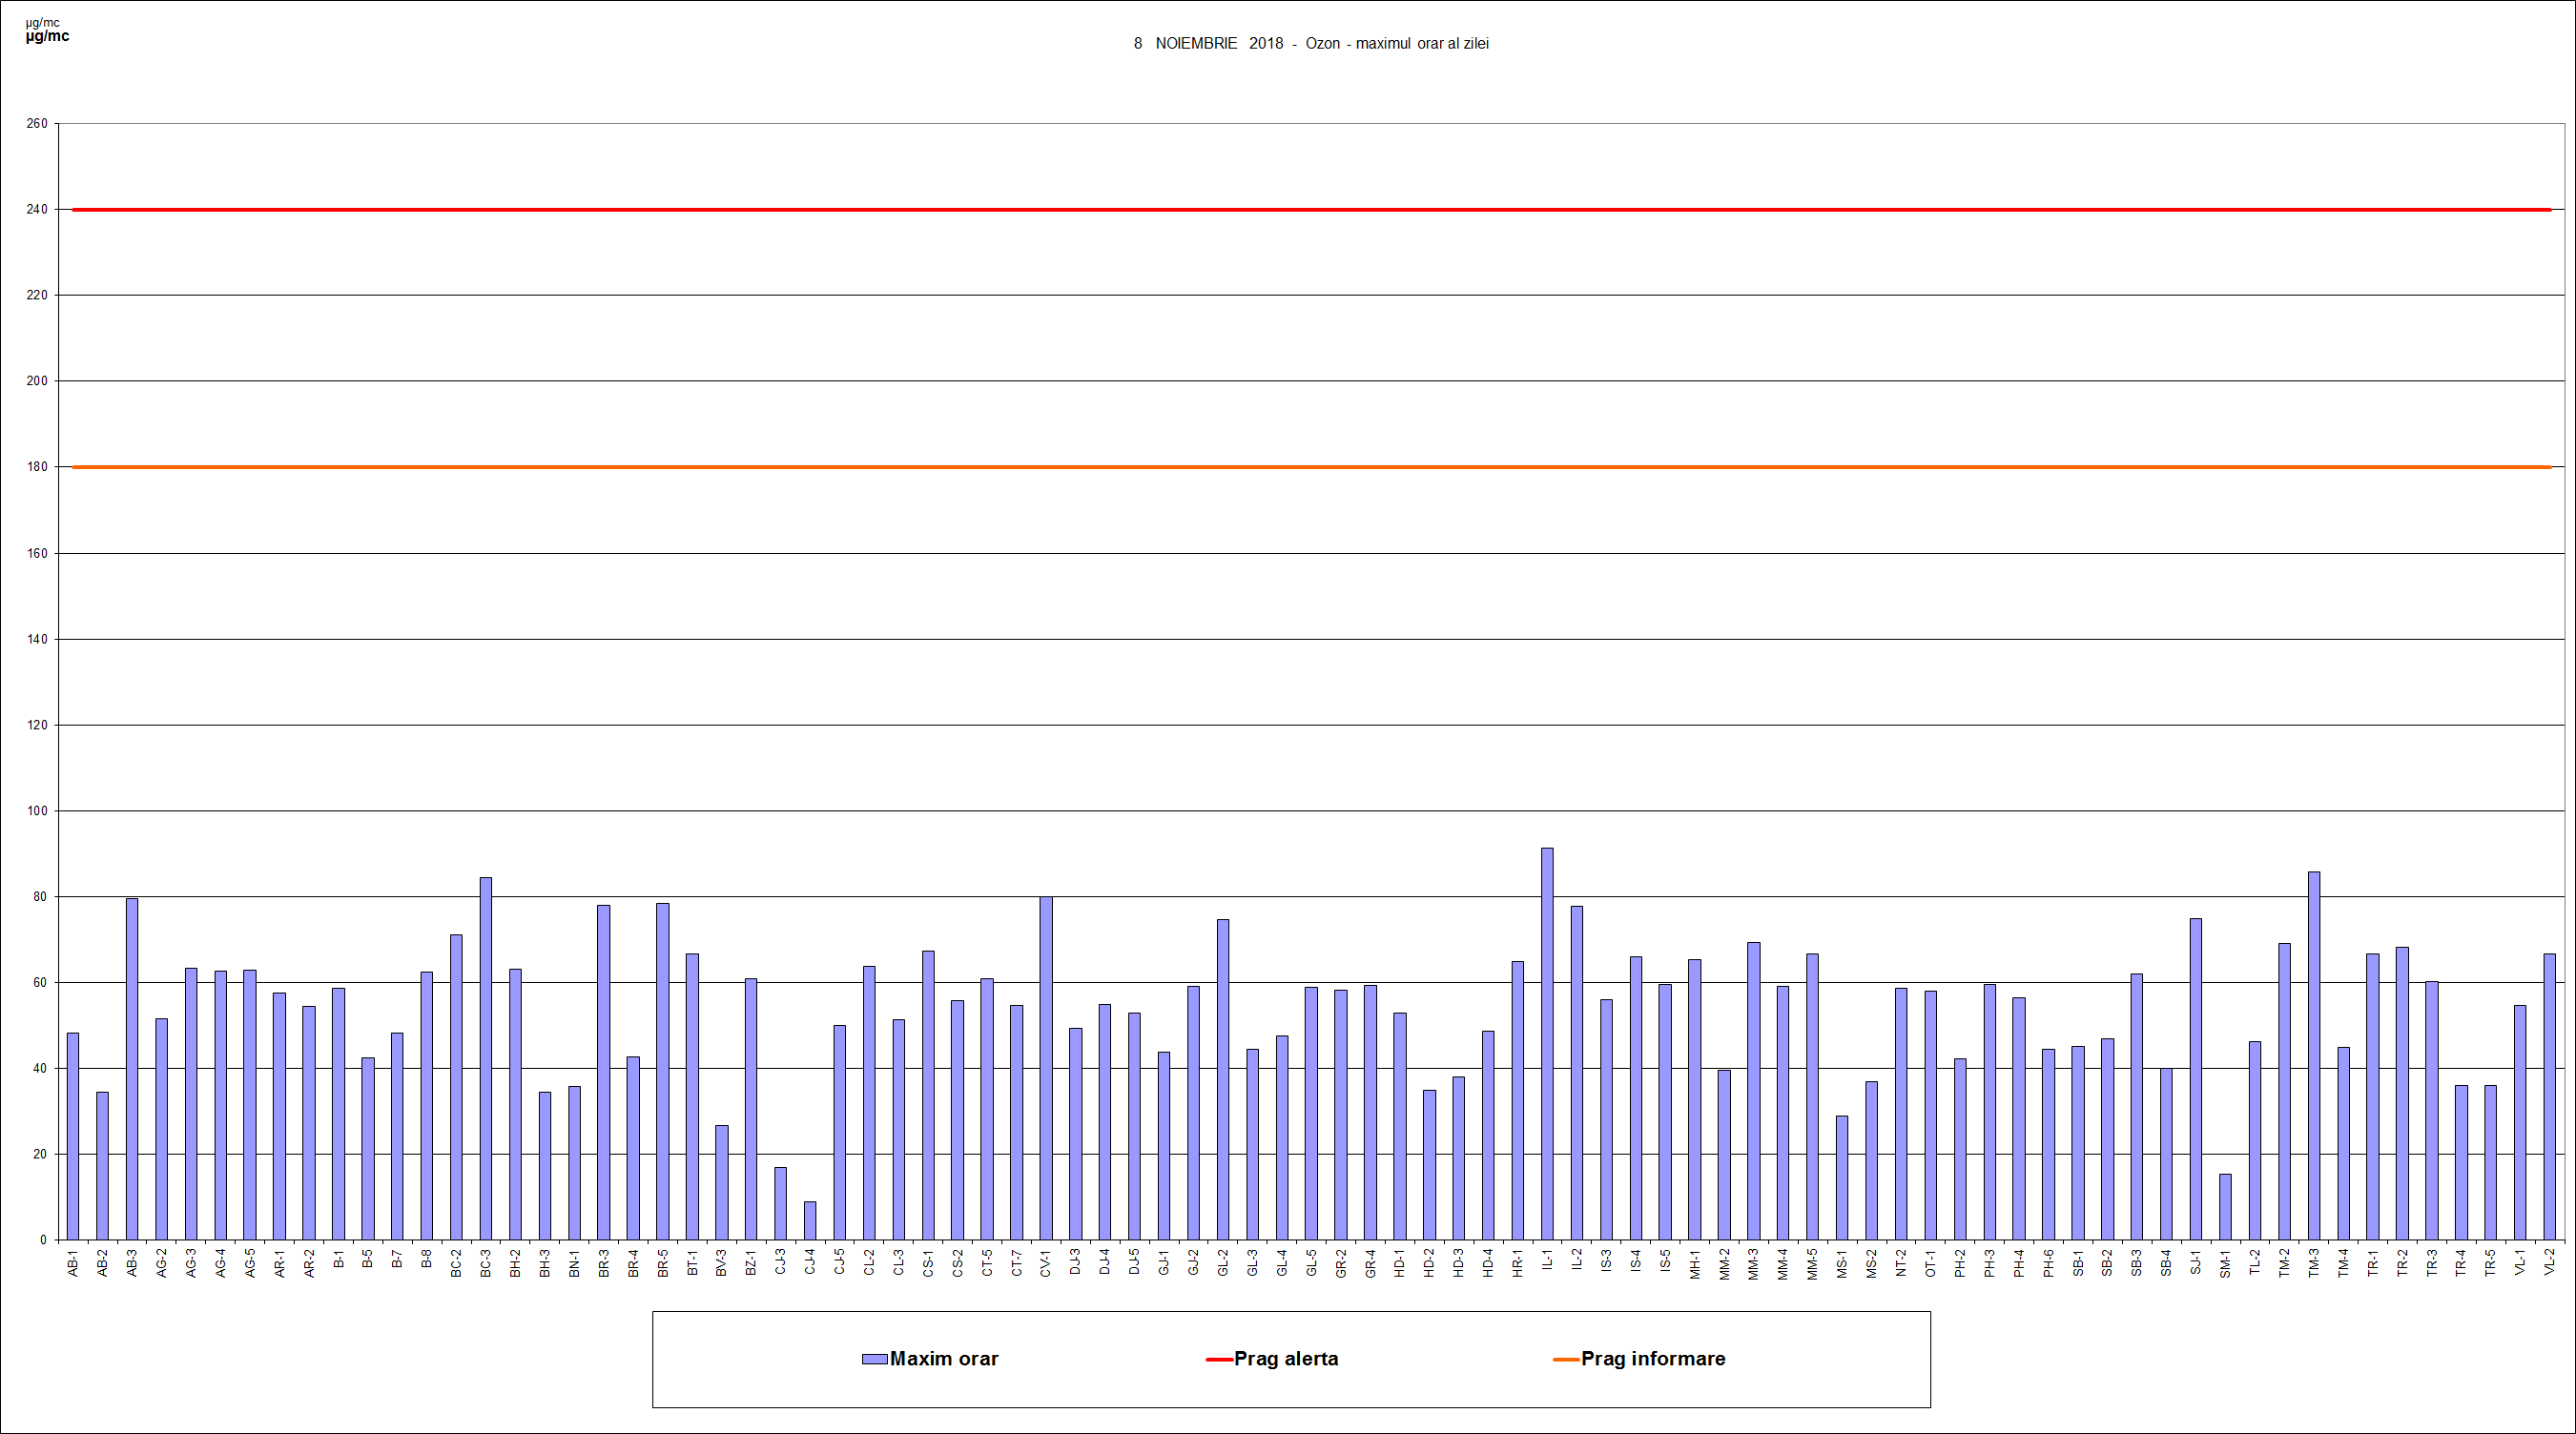 µg/mc
µg/mc
8 NOIEMBRIE 2018 - Ozon - maximul orar al zilei
260
240
220
200
180
160
140
120
100
80
60
40
20
0
AB-1 AB-2 AB-3 AG-2 AG-3 AG-4 AG-5 AR-1 AR-2 B-1 B-5 B-7 B-8 BC-2 BC-3 BH-2 BH-3 BN-1 BR-3 BR-4 BR-5 BT-1 BV-3 BZ-1 CJ-3 CJ-4 CJ-5 CL-2 CL-3 CS-1 CS-2 CT-5 CT-7 CV-1 DJ-3 DJ-4 DJ-5 GJ-1 GJ-2 GL-2 GL-3 GL-4 GL-5 GR-2 GR-4 HD-1 HD-2 HD-3 HD-4 HR-1 IL-1 IL-2 IS-3 IS-4 IS-5 MH-1 MM-2 MM-3 MM-4 MM-5 MS-1 MS-2 NT-2 OT-1 PH-2 PH-3 PH-4 PH-6 SB-1 SB-2 SB-3 SB-4 SJ-1 SM-1 TL-2 TM-2 TM-3 TM-4 TR-1 TR-2 TR-3 TR-4 TR-5 VL-1 VL-2
Maxim orar Prag alerta Prag informare